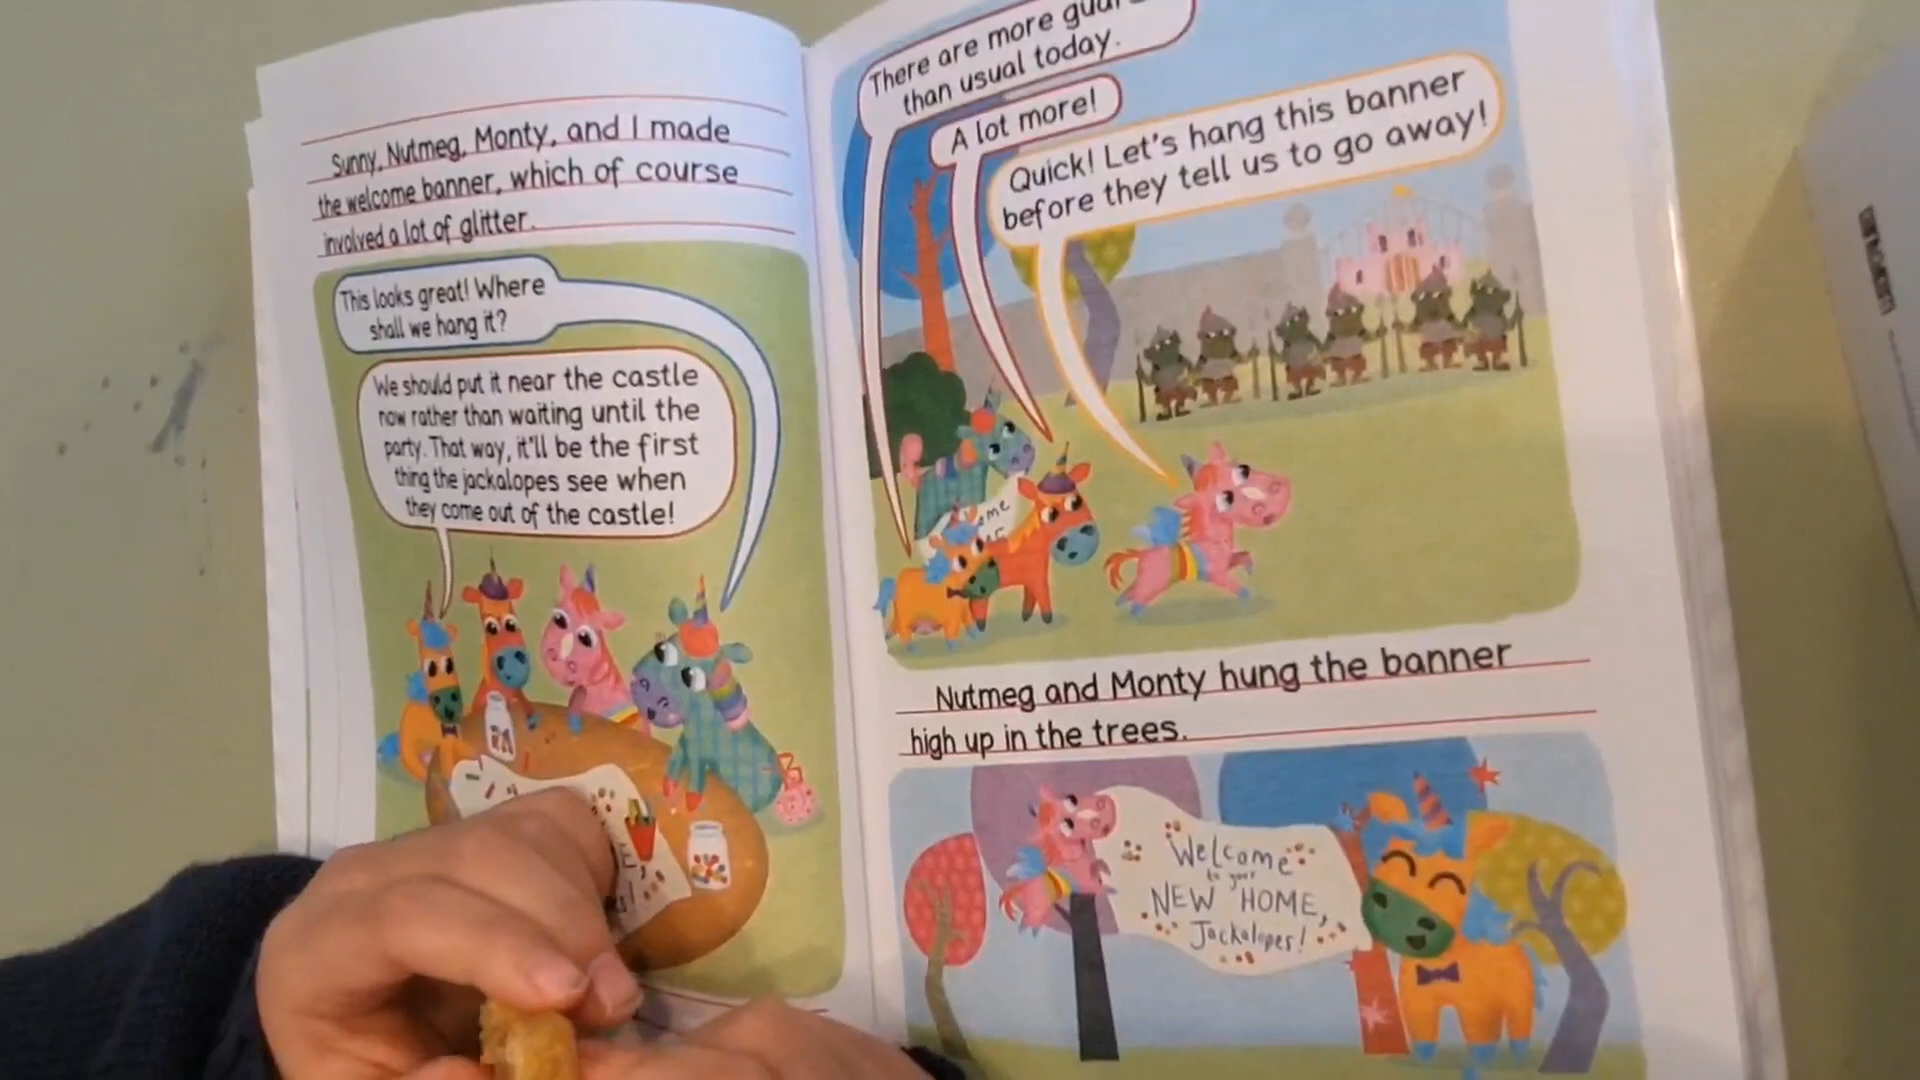 Sunny, Nutmeg, Monty, and I made
the welcome banner, which of course
involved a lot of glitter.
This looks great! Where
shall we hang it?
We should put it near the castle
now rather than waiting until the
party. That way, it'll be the first
thing the jackalopes see when
they come out of the castle!
There are more
than usual today.
A lot more!
Quick! Let's hang this banner
before they tell us to go away!
Nutmeg and Monty hung the banner
high up in the trees.
Welcome
to your
NEW HOME,
Jackalopes!